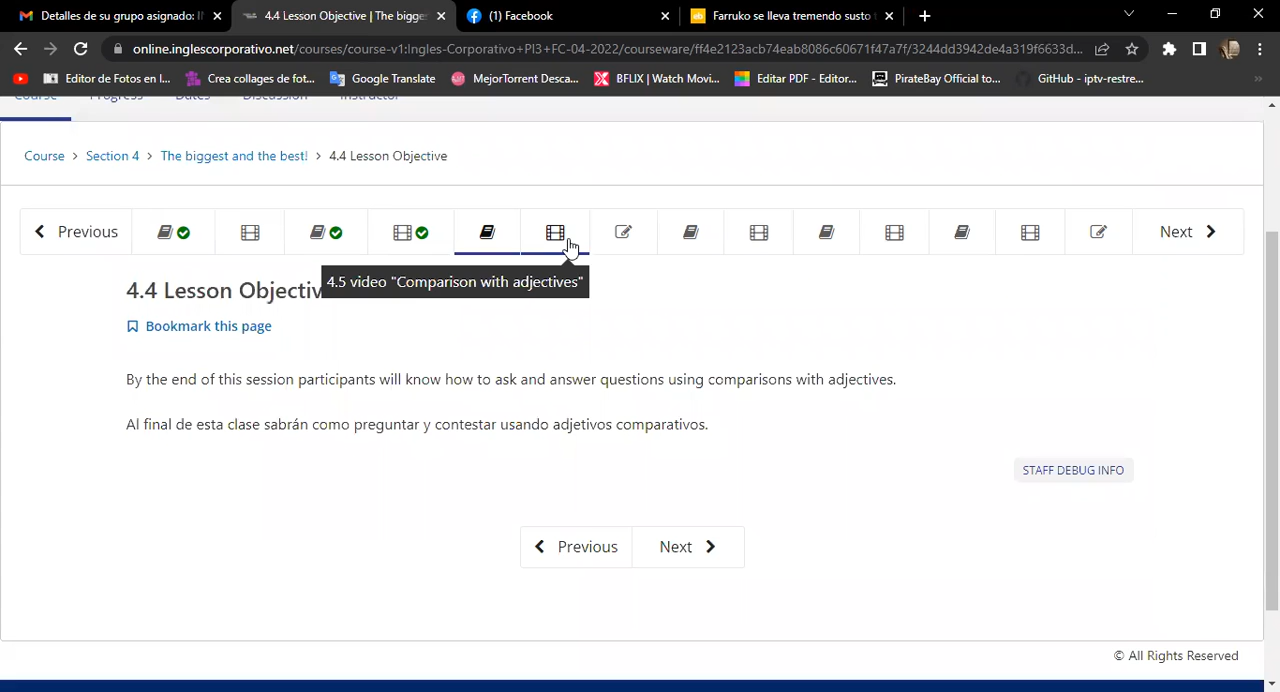 Detalles de su grupo asignado: I
4.4 Lesson Objective | The bigges
(1) Facebook
Farruko se lleva tremendo susto
online.inglescorporativo.net/courses/course-v1:Ingles-Corporativo+PI3+FC-04-2022/courseware/ff4e2123acb74eab8086c60671f47a7f/3244dd3942de4a319f6633d...
Editor de Fotos en l...
Crea collages de fot...
Google Translate
MejorTorrent Desca...
BFLIX | Watch Movi...
Editar PDF - Editor...
PirateBay Official to...
GitHub - iptv-restre...
»
Course
Progress
Dates
Discussion
Instructor
Course > Section 4 > The biggest and the best! > 4.4 Lesson Objective
Previous
Next
4.5 video "Comparison with adjectives"
4.4 Lesson Objectiv
Bookmark this page
By the end of this session participants will know how to ask and answer questions using comparisons with adjectives.
Al final de esta clase sabrán como preguntar y contestar usando adjetivos comparativos.
STAFF DEBUG INFO
Previous
Next
© All Rights Reserved